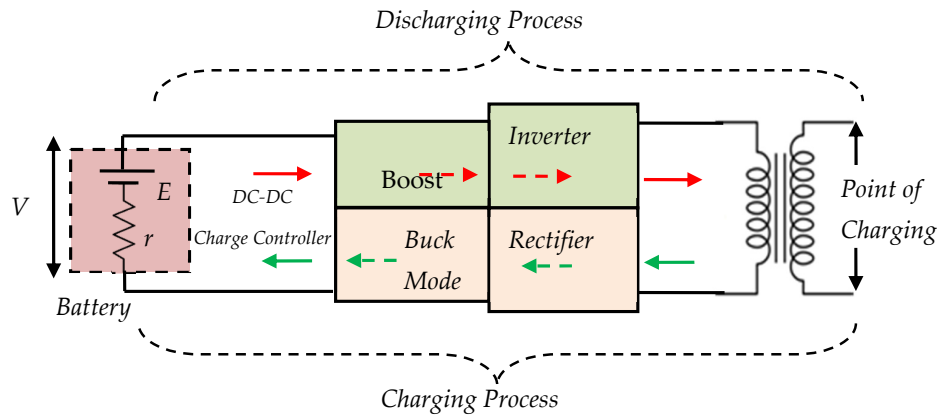 Discharging Process
Inverter
Boost
V
E
DC-DC
Point of
Charging
r
Charge Controller
Buck
Mode
Rectifier
Battery
Charging Process